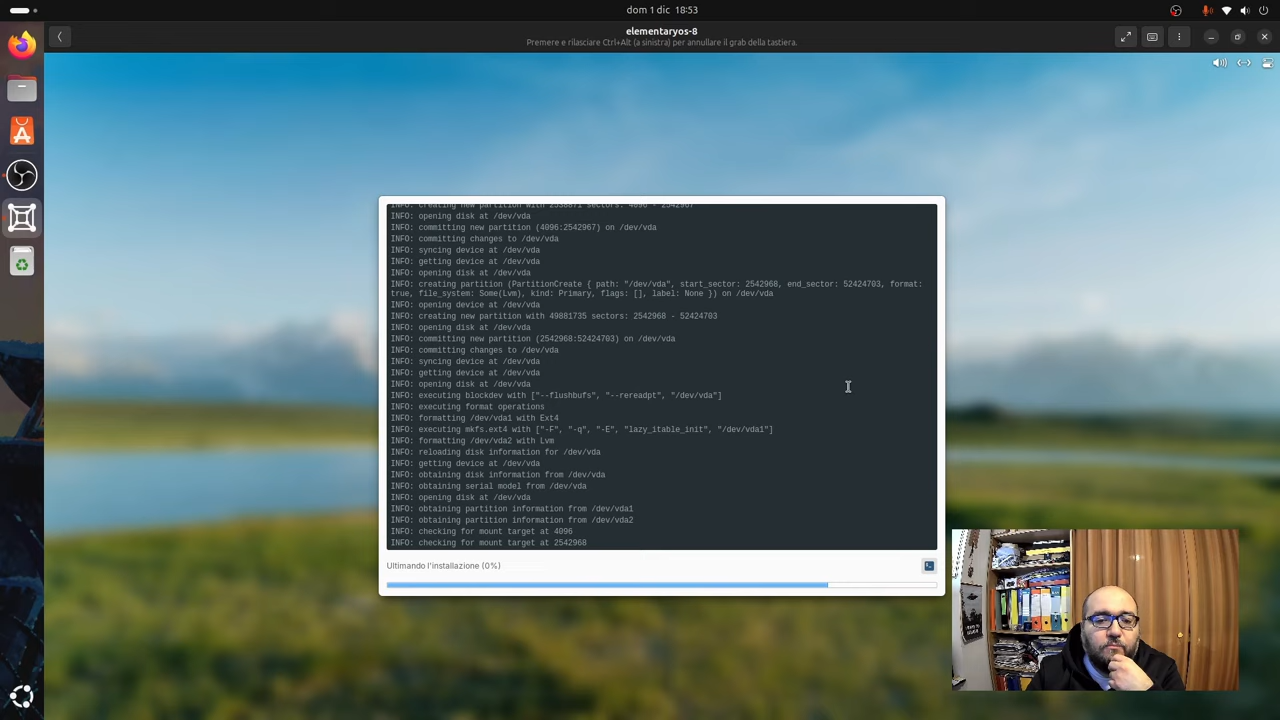 dom 1 dic 18:53
elementaryos-8
Premere e rilasciare Ctrl+Alt (a sinistra) per annullare il grab della tastiera.
INFO: creating new partition with 2538871 sectors: 4096 - 2542967
INFO: opening disk at /dev/vda
INFO: committing new partition (4096:2542967) on /dev/vda
INFO: committing changes to /dev/vda
INFO: syncing device at /dev/vda
INFO: getting device at /dev/vda
INFO: opening disk at /dev/vda
INFO: creating partition (PartitionCreate { path: "/dev/vda", start_sector: 2542968, end_sector: 52424703, format:
true, file_system: Some(Lvm), kind: Primary, flags: [], label: None }) on /dev/vda
INFO: opening device at /dev/vda
INFO: creating new partition with 49881735 sectors: 2542968 - 52424703
INFO: opening disk at /dev/vda
INFO: committing new partition (2542968:52424703) on /dev/vda
INFO: committing changes to /dev/vda
INFO: syncing device at /dev/vda
INFO: getting device at /dev/vda
INFO: opening disk at /dev/vda
INFO: executing blockdev with ["--flushbufs", "--rereadpt", "/dev/vda"]
INFO: executing format operations
INFO: formatting /dev/vda1 with Ext4
INFO: executing mkfs.ext4 with ["-F", "-q", "-E", "lazy_itable_init", "/dev/vda1"]
INFO: formatting /dev/vda2 with Lvm
INFO: reloading disk information for /dev/vda
INFO: getting device at /dev/vda
INFO: obtaining disk information from /dev/vda
INFO: obtaining serial model from /dev/vda
INFO: opening disk at /dev/vda
INFO: obtaining partition information from /dev/vda1
INFO: obtaining partition information from /dev/vda2
INFO: checking for mount target at 4096
INFO: checking for mount target at 2542968
Ultimando l'installazione (0%)